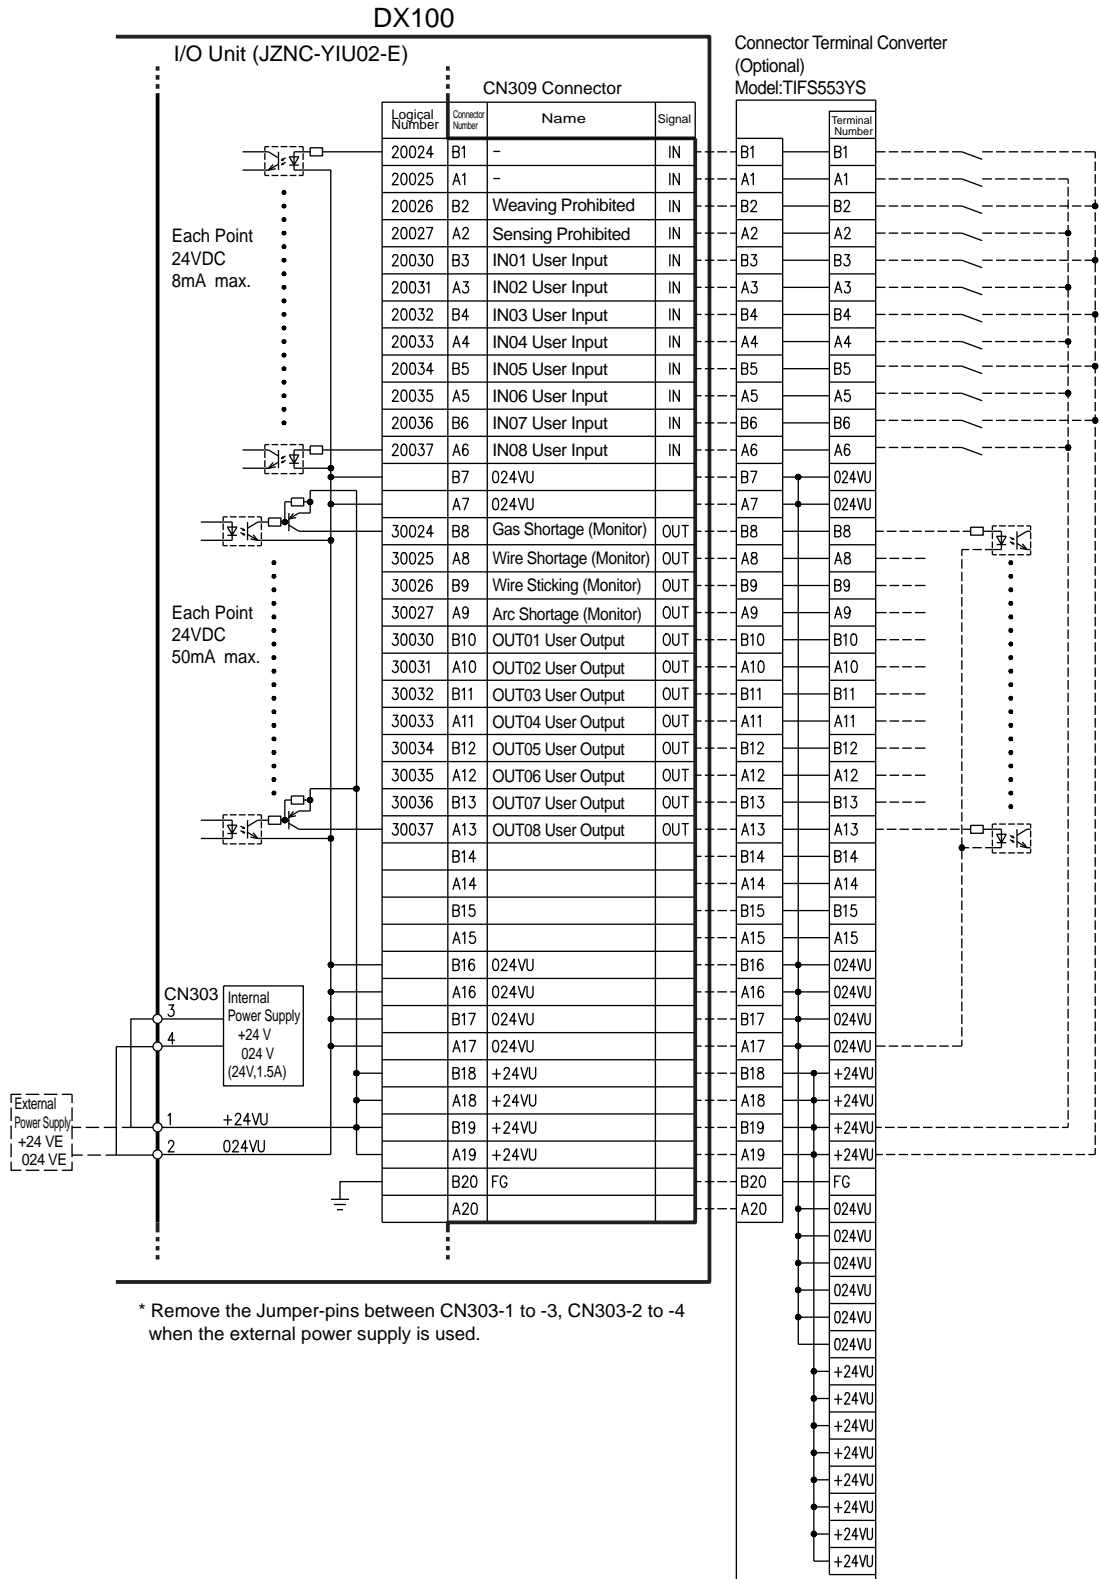 DX100
I/O Unit (JZNC-YIU02-E)
Connector Terminal Converter
(Optional)
Model:TIFS553YS
CN309 Connector
Logical Number Connector Number Name Signal Terminal Number
20024 B1 – IN B1 B1
20025 A1 – IN A1 A1
20026 B2 Weaving Prohibited IN B2 B2
20027 A2 Sensing Prohibited IN A2 A2
20030 B3 IN01 User Input IN B3 B3
20031 A3 IN02 User Input IN A3 A3
20032 B4 IN03 User Input IN B4 B4
20033 A4 IN04 User Input IN A4 A4
20034 B5 IN05 User Input IN B5 B5
20035 A5 IN06 User Input IN A5 A5
20036 B6 IN07 User Input IN B6 B6
20037 A6 IN08 User Input IN A6 A6
B7 024VU B7 024VU
A7 024VU A7 024VU
30024 B8 Gas Shortage (Monitor) OUT B8 B8
30025 A8 Wire Shortage (Monitor) OUT A8 A8
30026 B9 Wire Sticking (Monitor) OUT B9 B9
30027 A9 Arc Shortage (Monitor) OUT A9 A9
30030 B10 OUT01 User Output OUT B10 B10
30031 A10 OUT02 User Output OUT A10 A10
30032 B11 OUT03 User Output OUT B11 B11
30033 A11 OUT04 User Output OUT A11 A11
30034 B12 OUT05 User Output OUT B12 B12
30035 A12 OUT06 User Output OUT A12 A12
30036 B13 OUT07 User Output OUT B13 B13
30037 A13 OUT08 User Output OUT A13 A13
B14 B14 B14
A14 A14 A14
B15 B15 B15
A15 A15 A15
B16 024VU B16 024VU
A16 024VU A16 024VU
B17 024VU B17 024VU
A17 024VU A17 024VU
B18 +24VU B18 +24VU
A18 +24VU A18 +24VU
B19 +24VU B19 +24VU
A19 +24VU A19 +24VU
B20 FG B20 FG
A20 A20 024VU
024VU
024VU
024VU
024VU
024VU
+24VU
+24VU
+24VU
+24VU
+24VU
+24VU
+24VU
+24VU
Each Point
24VDC
8mA max.
Each Point
24VDC
50mA max.
CN303
3
4
Internal
Power Supply
+24 V
024 V
(24V,1.5A)
External
Power Supply
+24 VE
024 VE
1 +24VU
2 024VU
* Remove the Jumper-pins between CN303-1 to -3, CN303-2 to -4
when the external power supply is used.